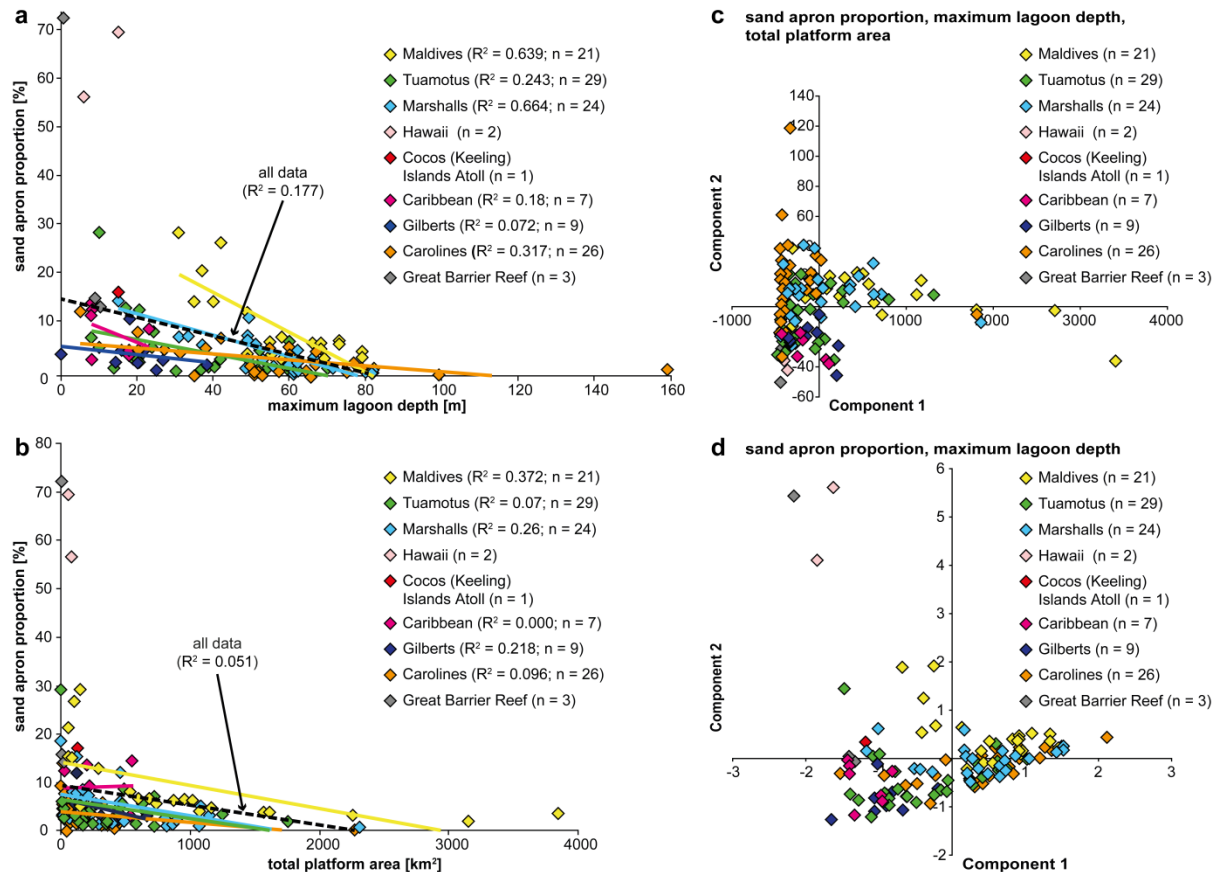 a
sand apron proportion [%]
70
60
50
40
30
20
10
0
0
20
40
60
80
100
120
140
160
maximum lagoon depth [m]
all data
(R² = 0.177)
Maldives (R² = 0.639; n = 21)
Tuamotus (R² = 0.243; n = 29)
Marshalls (R² = 0.664; n = 24)
Hawaii (n = 2)
Cocos (Keeling)
Islands Atoll (n = 1)
Caribbean (R² = 0.18; n = 7)
Gilberts (R² = 0.072; n = 9)
Carolines (R² = 0.317; n = 26)
Great Barrier Reef (n = 3)
c
sand apron proportion, maximum lagoon depth,
total platform area
Maldives (n = 21)
Tuamotus (n = 29)
Marshalls (n = 24)
Hawaii (n = 2)
Cocos (Keeling)
Islands Atoll (n = 1)
Caribbean (n = 7)
Gilberts (n = 9)
Carolines (n = 26)
Great Barrier Reef (n = 3)
Component 2
140
120
100
80
60
40
20
-20
-40
-60
-1000
0
1000
2000
3000
4000
Component 1
b
sand apron proportion [%]
80
70
60
50
40
30
20
10
0
0
1000
2000
3000
4000
total platform area [km²]
all data
(R² = 0.051)
Maldives (R² = 0.372; n = 21)
Tuamotus (R² = 0.07; n = 29)
Marshalls (R² = 0.26; n = 24)
Hawaii (n = 2)
Cocos (Keeling)
Islands Atoll (n = 1)
Caribbean (R² = 0.000; n = 7)
Gilberts (R² = 0.218; n = 9)
Carolines (R² = 0.096; n = 26)
Great Barrier Reef (n = 3)
d
sand apron proportion, maximum lagoon depth
Maldives (n = 21)
Tuamotus (n = 29)
Marshalls (n = 24)
Hawaii (n = 2)
Cocos (Keeling)
Islands Atoll (n = 1)
Caribbean (n = 7)
Gilberts (n = 9)
Carolines (n = 26)
Great Barrier Reef (n = 3)
Component 2
6
5
4
3
2
1
-1
-2
-3
-2
-1
0
1
2
3
Component 1